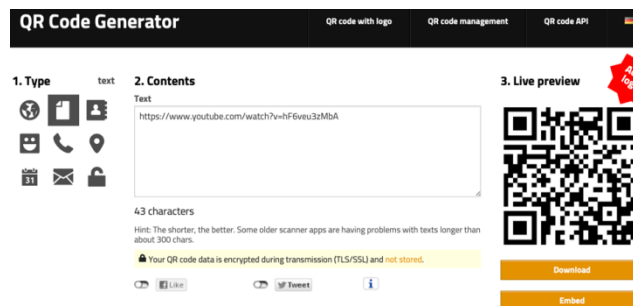 QR Code Generator
QR code with logo
QR code management
QR code API
1. Type
text
2. Contents
3. Live preview
Text
https://www.youtube.com/watch?v=hF6veu3zMbA
31
43 characters
Hint: The shorter, the better. Some older scanner apps are having problems with texts longer than
about 300 chars.
Your QR code data is encrypted during transmission (TLS/SSL) and not stored.
Like
Tweet
i
Download
Embed